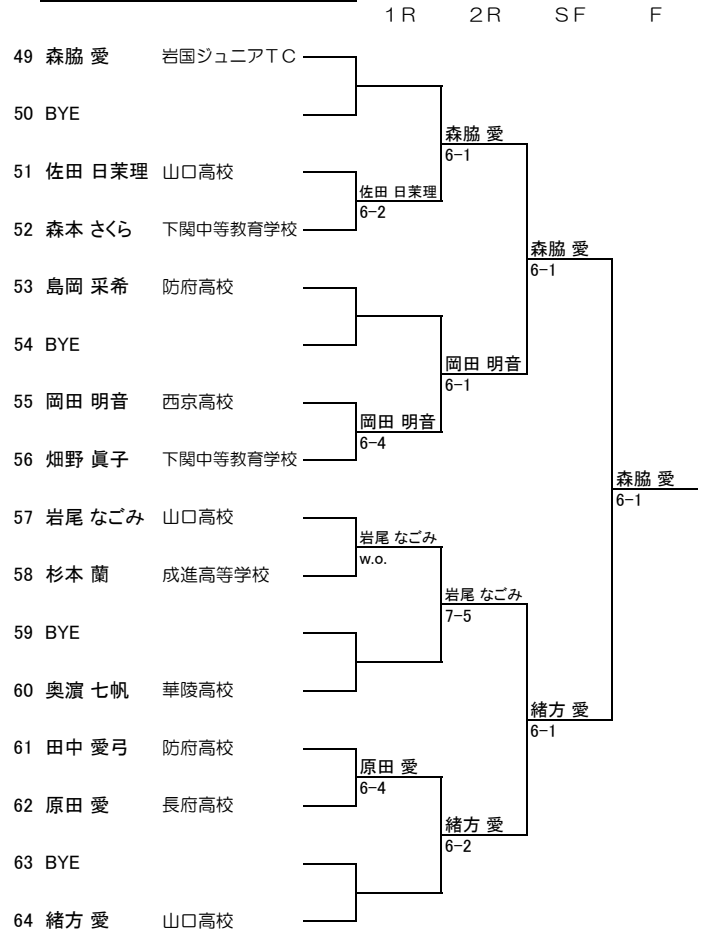 １Ｒ ２Ｒ ＳＦ Ｆ
49 森脇 愛 岩国ジュニアＴＣ
50 BYE
森脇 愛
6-1
51 佐田 日茉理 山口高校
佐田 日茉理
6-2
52 森本 さくら 下関中等教育学校
森脇 愛
6-1
53 島岡 采希 防府高校
54 BYE
岡田 明音
6-1
55 岡田 明音 西京高校
岡田 明音
6-4
56 畑野 眞子 下関中等教育学校
森脇 愛
6-1
57 岩尾 なごみ 山口高校
岩尾 なごみ
w.o.
58 杉本 蘭 成進高等学校
岩尾 なごみ
7-5
59 BYE
60 奥濵 七帆 華陵高校
緒方 愛
6-1
61 田中 愛弓 防府高校
原田 愛
6-4
62 原田 愛 長府高校
緒方 愛
6-2
63 BYE
64 緒方 愛 山口高校